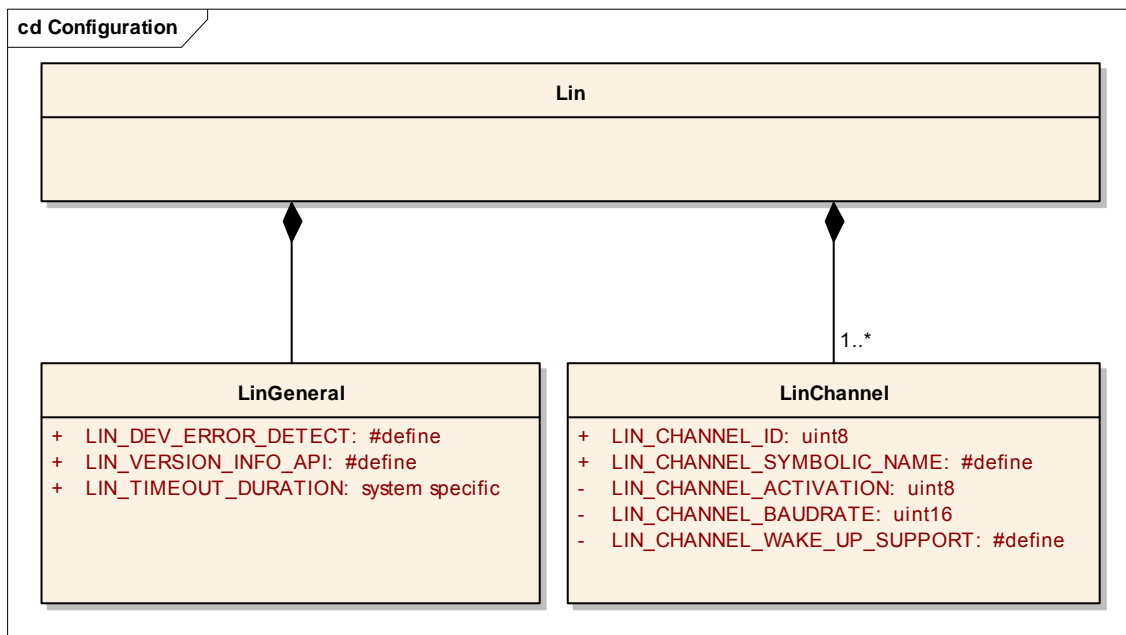 cd Configuration
Lin
1..*
LinGeneral
+ LIN_DEV_ERROR_DETECT: #define
+ LIN_VERSION_INFO_API: #define
+ LIN_TIMEOUT_DURATION: system specific
LinChannel
+ LIN_CHANNEL_ID: uint8
+ LIN_CHANNEL_SYMBOLIC_NAME: #define
- LIN_CHANNEL_ACTIVATION: uint8
- LIN_CHANNEL_BAUDRATE: uint16
- LIN_CHANNEL_WAKE_UP_SUPPORT: #define